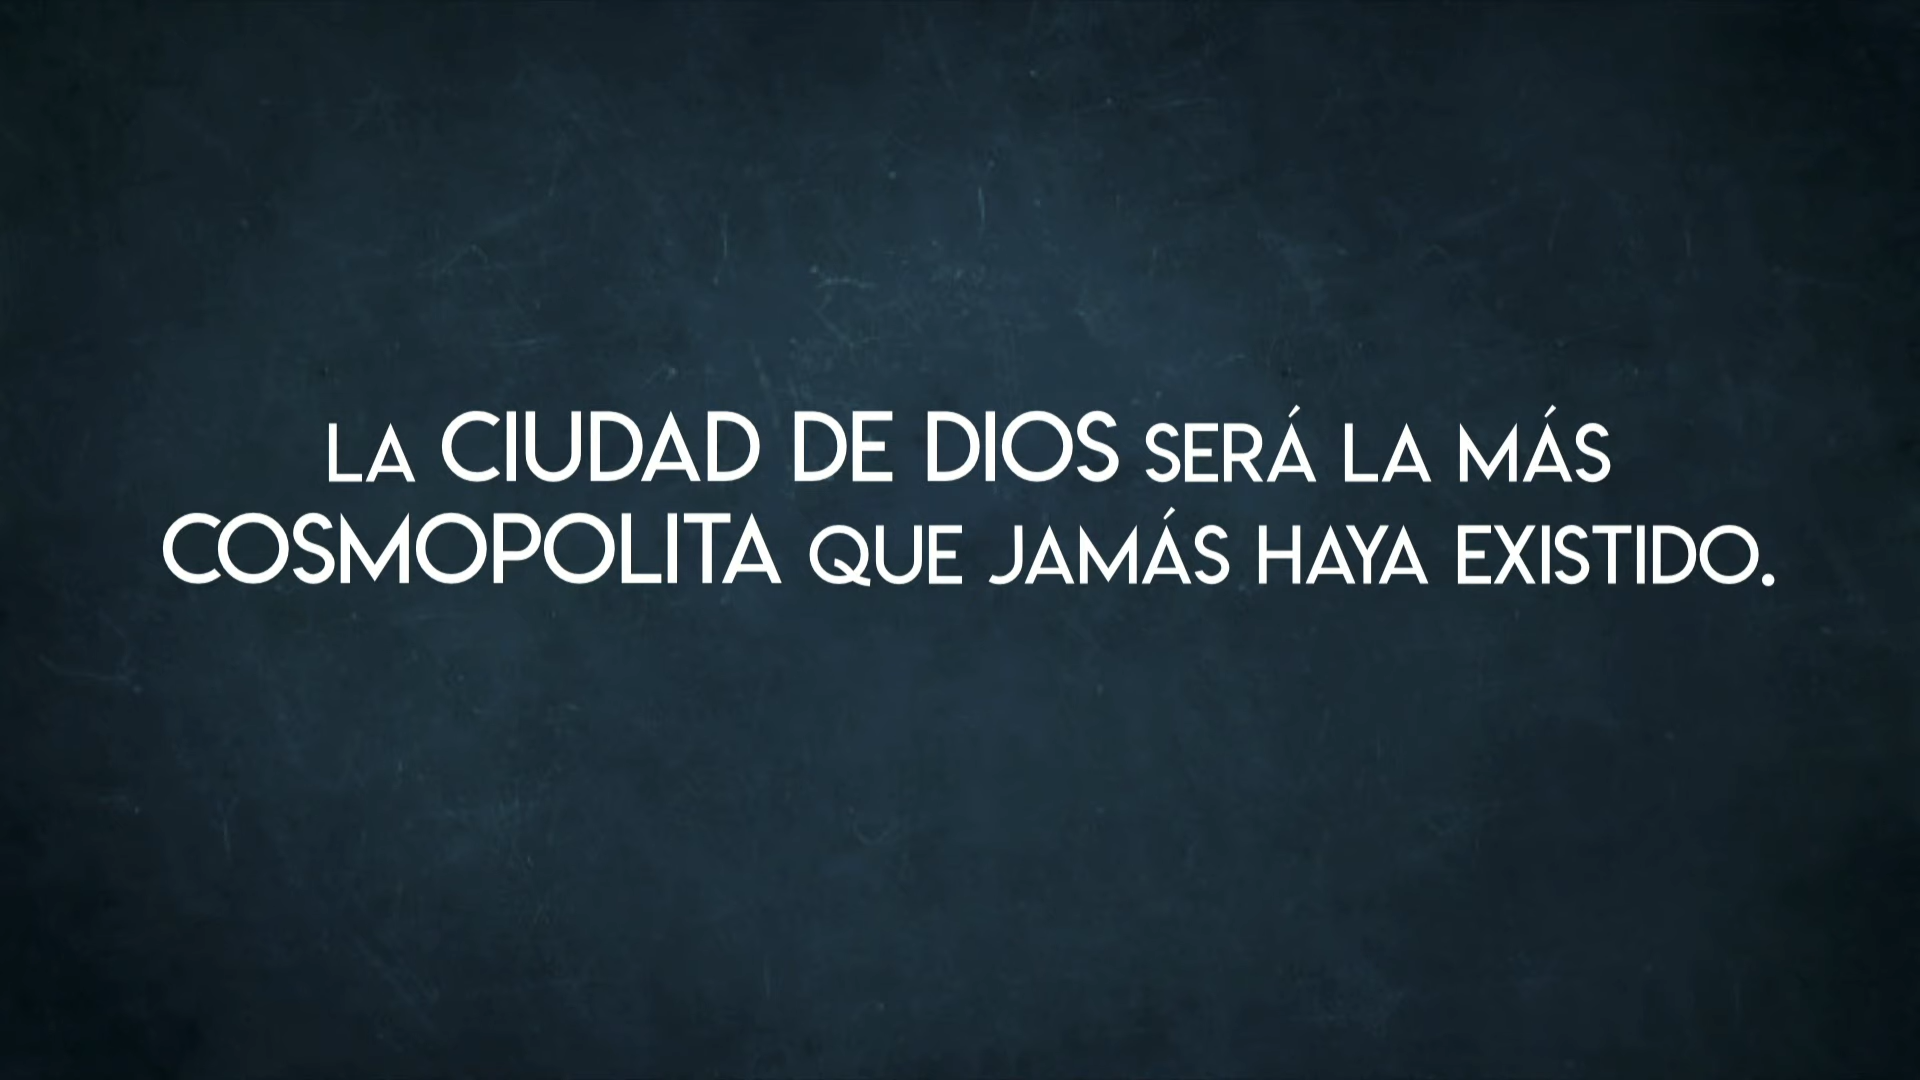 LA CIUDAD DE DIOS SERÁ LA MÁS
COSMOPOLITA QUE JAMÁS HAYA EXISTIDO.